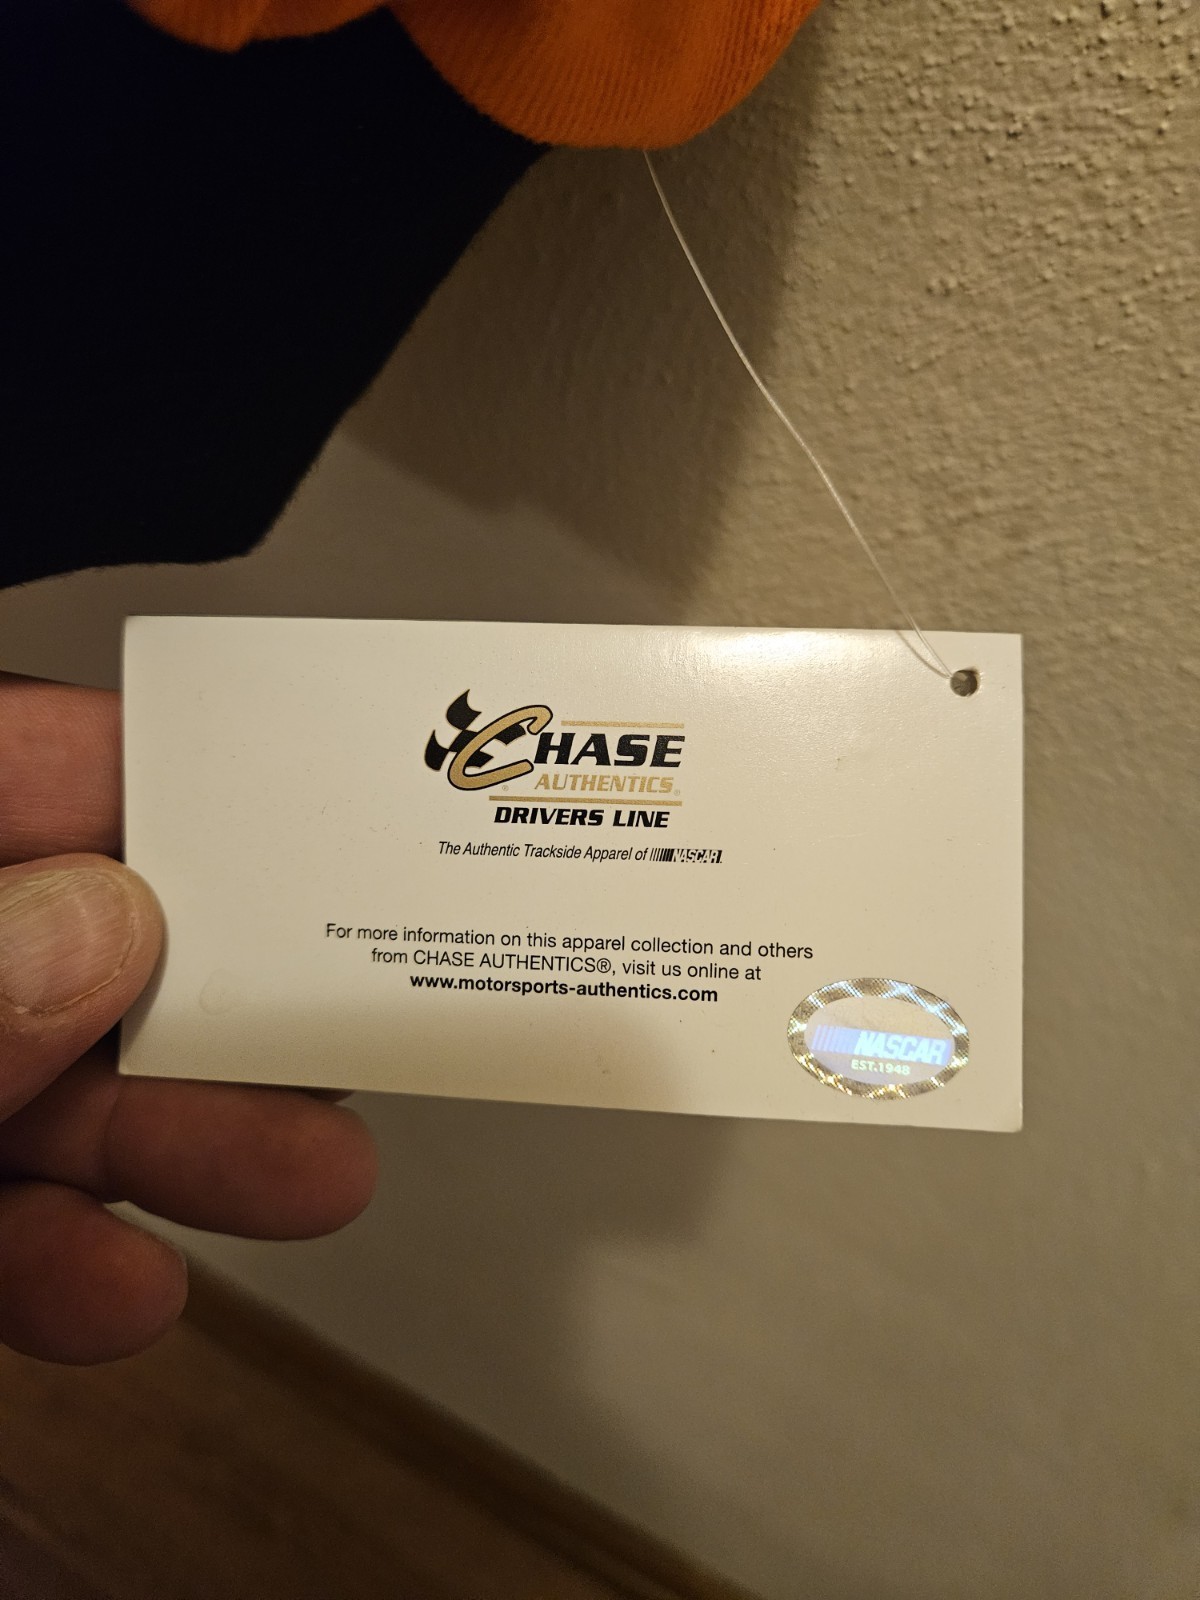 CHASE
AUTHENTICS®
DRIVERS LINE
The Authentic Trackside Apparel of NASCAR.
For more information on this apparel collection and others
from CHASE AUTHENTICS®, visit us online at
www.motorsports-authentics.com
NASCAR
EST.1948